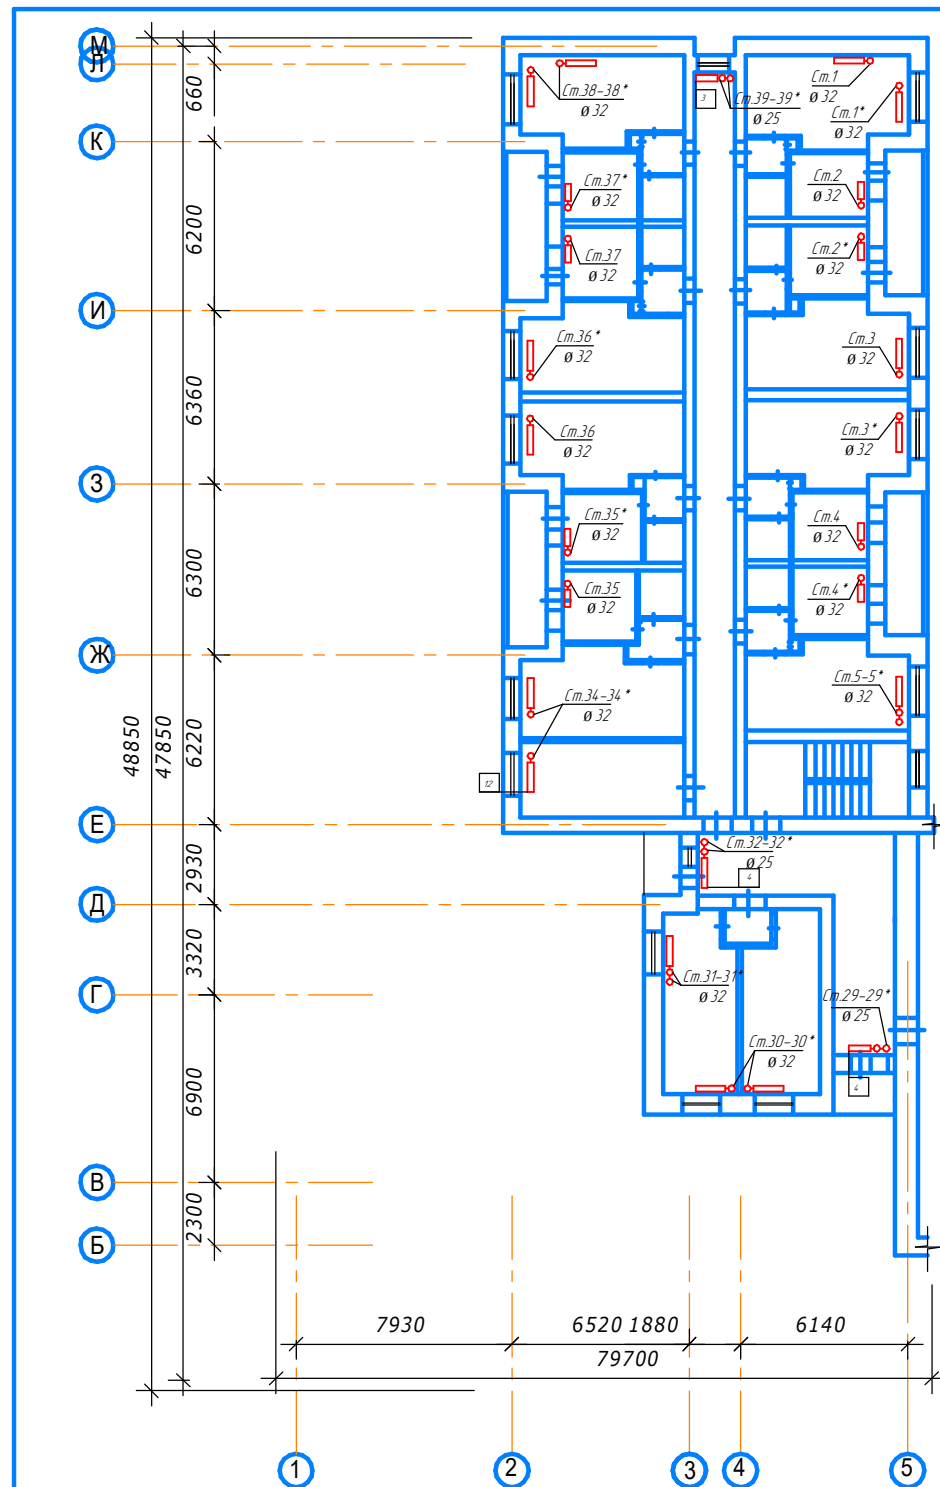 М
Л
660
К
6200
И
6360
З
6300
Ж
48850
47850
6220
Е
2930
Д
3320
Г
6900
В
2300
Б
Ст.38-38*
Ø 32
3
Ст.39-39*
Ø 25
Ст.1
Ø 32
Ст.1*
Ø 32
Ст.37*
Ø 32
Ст.2
Ø 32
Ст.37
Ø 32
Ст.2*
Ø 32
Ст.36*
Ø 32
Ст.3
Ø 32
Ст.36
Ø 32
Ст.3*
Ø 32
Ст.35*
Ø 32
Ст.4
Ø 32
Ст.35
Ø 32
Ст.4*
Ø 32
Ст.34-34*
Ø 32
Ст.5-5*
Ø 32
12
Ст.32-32*
Ø 25
4
Ст.31-31*
Ø 32
Ст.29-29*
Ø 25
Ст.30-30*
Ø 32
4
7930
6520
1880
6140
79700
1
2
3
4
5